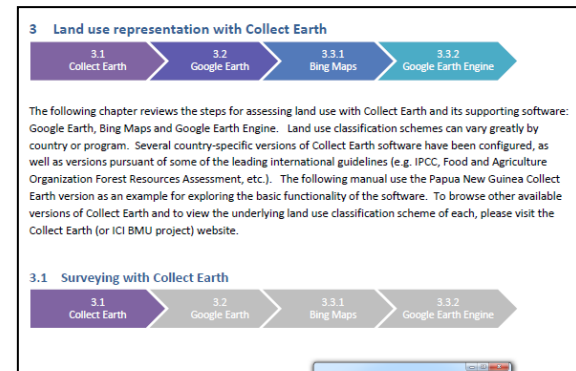 3 Land use representation with Collect Earth
3.1 3.2 3.3.1 3.3.2
Collect Earth Google Earth Bing Maps Google Earth Engine
The following chapter reviews the steps for assessing land use with Collect Earth and its supporting software:
Google Earth, Bing Maps and Google Earth Engine. Land use classification schemes can vary greatly by
country or program. Several country-specific versions of Collect Earth software have been configured, as
well as versions pursuant of some of the leading international guidelines (e.g. IPCC, Food and Agriculture
Organization Forest Resources Assessment, etc.). The following manual use the Papua New Guinea Collect
Earth version as an example for exploring the basic functionality of the software. To browse other available
versions of Collect Earth and to view the underlying land use classification scheme of each, please visit the
Collect Earth (or ICI BMU project) website.
3.1 Surveying with Collect Earth
3.1 3.2 3.3.1 3.3.2
Collect Earth Google Earth Bing Maps Google Earth Engine